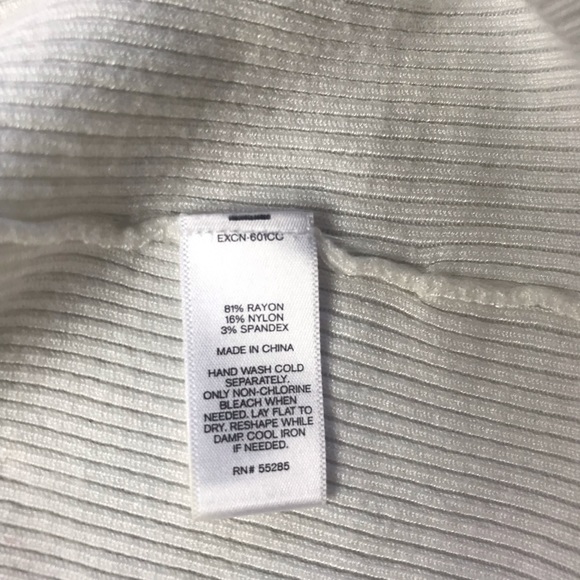 EXCN-601CC
81% RAYON
16% NYLON
3% SPANDEX
MADE IN CHINA
HAND WASH COLD
SEPARATELY.
ONLY NON-CHLORINE
BLEACH WHEN
NEEDED. LAY FLAT TO
DRY. RESHAPE WHILE
DAMP. COOL IRON
IF NEEDED.
RN# 55285